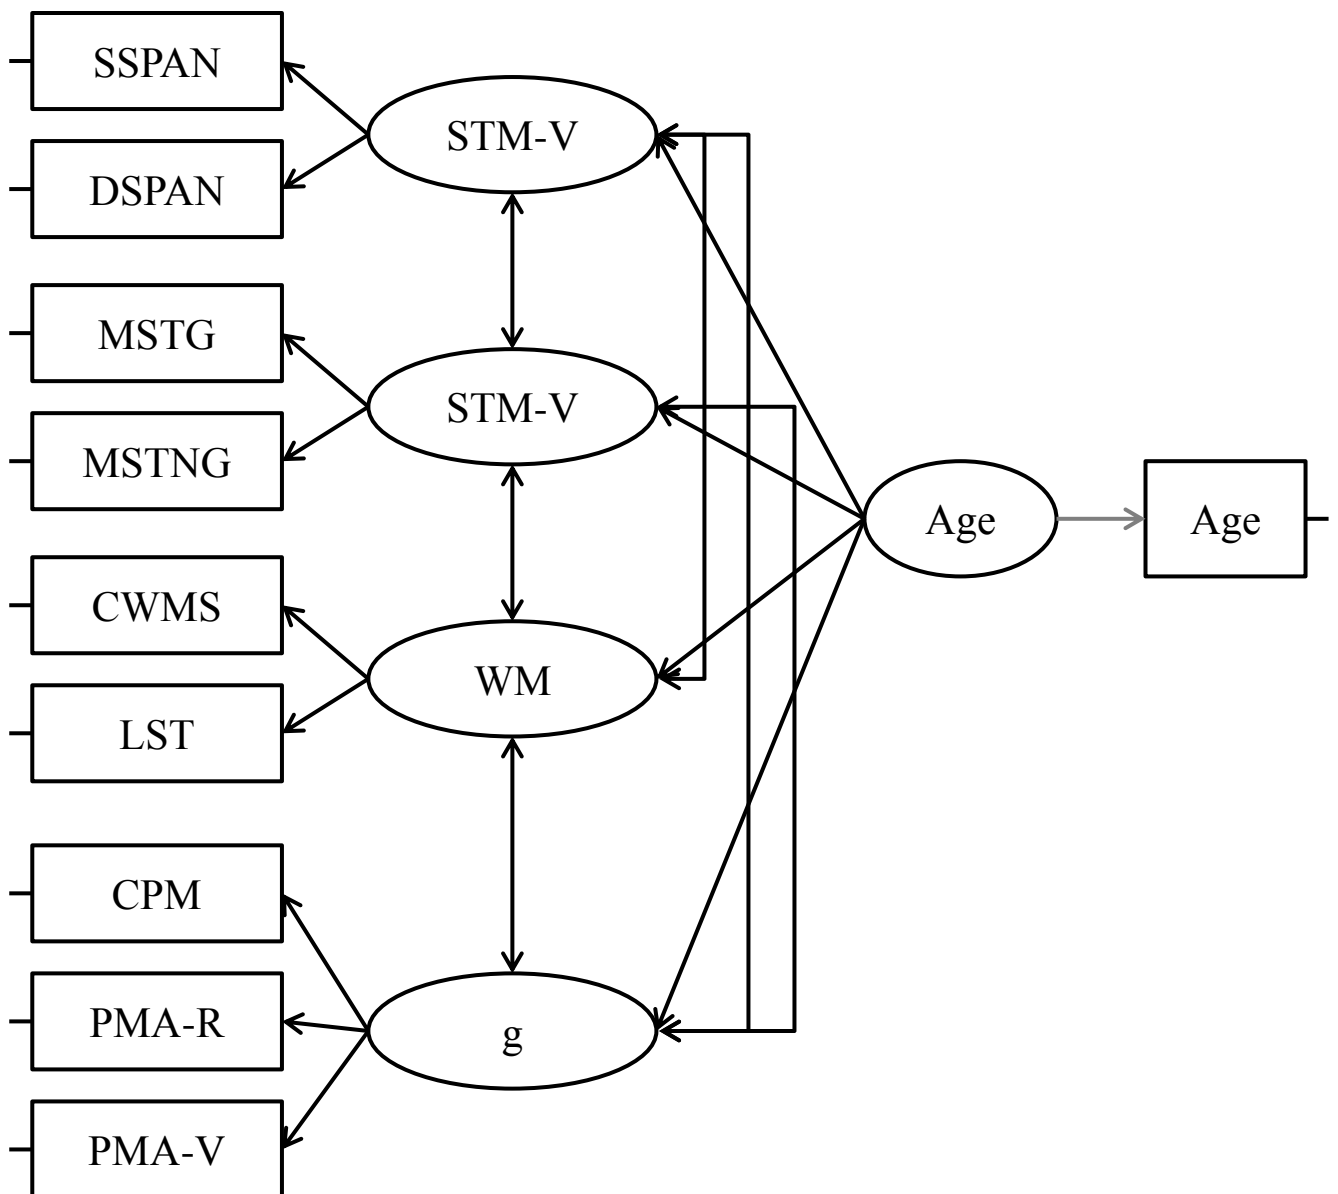 SSPAN
DSPAN
MSTG
MSTNG
CWMS
LST
CPM
PMA-R
PMA-V
STM-V
STM-V
WM
g
Age
Age